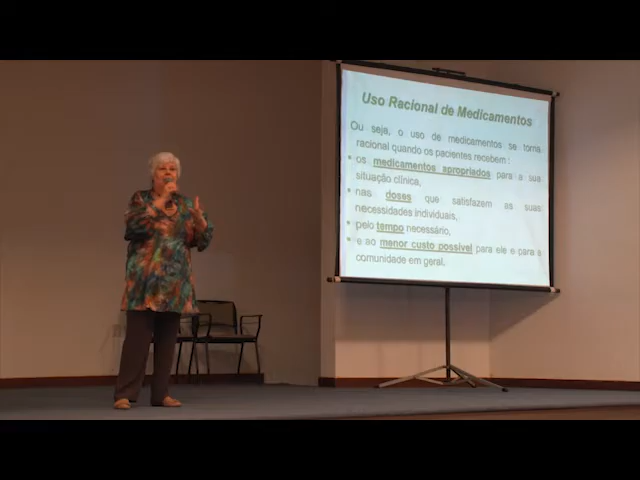 Uso Racional de Medicamentos
Ou seja, o uso de medicamentos se torna
racional quando os pacientes recebem :
• os medicamentos apropriados para a sua
situação clínica,
• nas doses que satisfazem as suas
necessidades individuais,
• pelo tempo necessário,
• e ao menor custo possível para ele e para a
comunidade em geral.